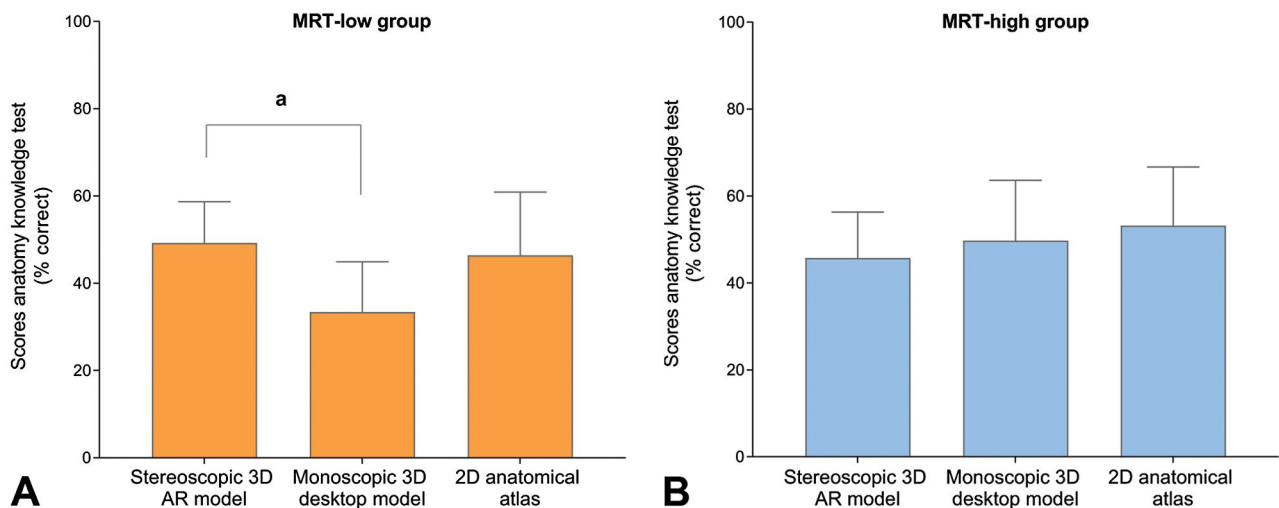 MRT-low group
Scores anatomy knowledge test
(% correct)
100
80
60
40
20
0
a
Stereoscopic 3D
AR model
Monoscopic 3D
desktop model
2D anatomical
atlas
A
MRT-high group
Scores anatomy knowledge test
(% correct)
100
80
60
40
20
0
Stereoscopic 3D
AR model
Monoscopic 3D
desktop model
2D anatomical
atlas
B